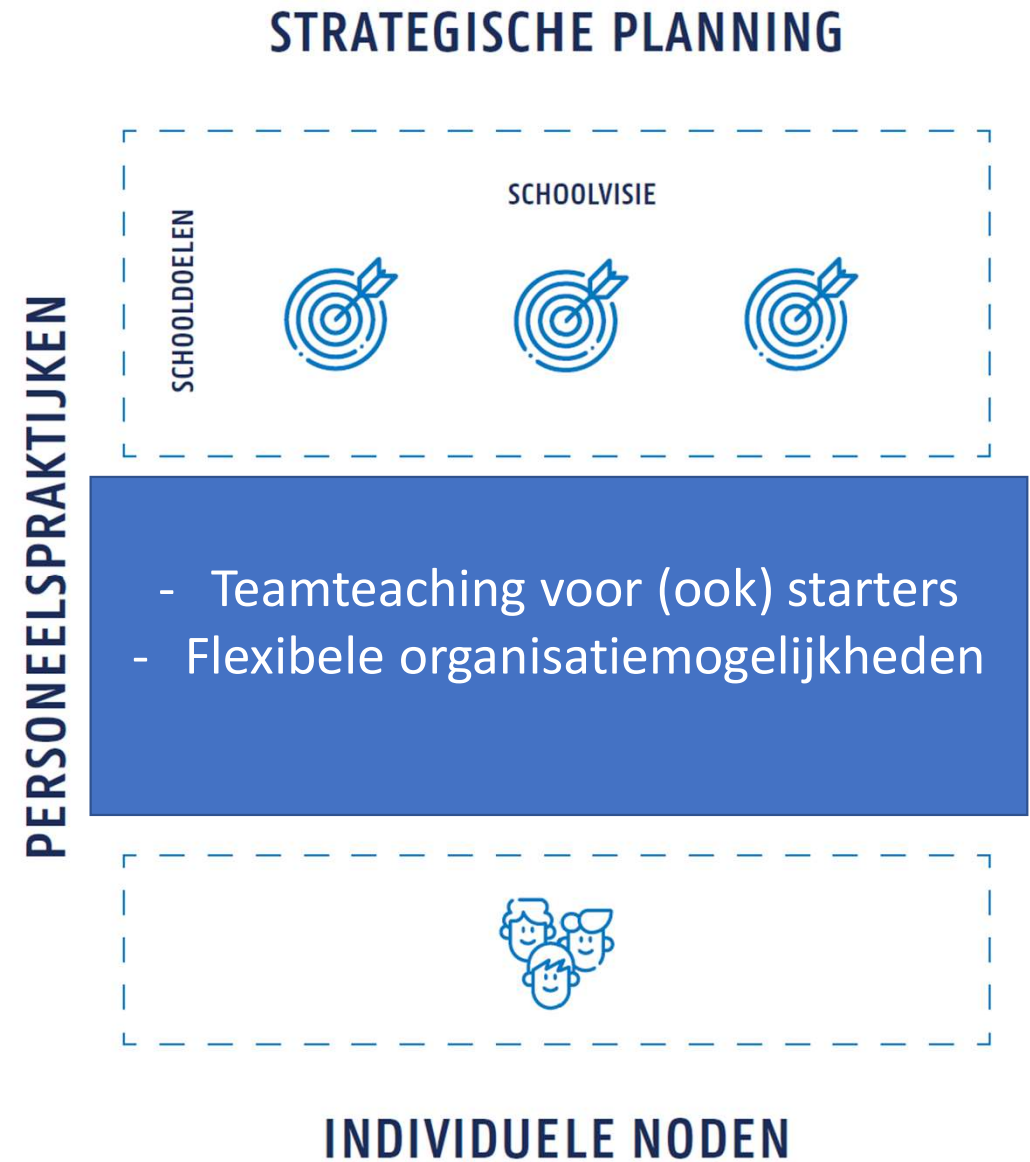 STRATEGISCHE PLANNING
SCHOOLVISIE
SCHOOLDOELEN
PERSONEELSPRAKTIJKEN
- Teamteaching voor (ook) starters
- Flexibele organisatiemogelijkheden
INDIVIDUELE NODEN